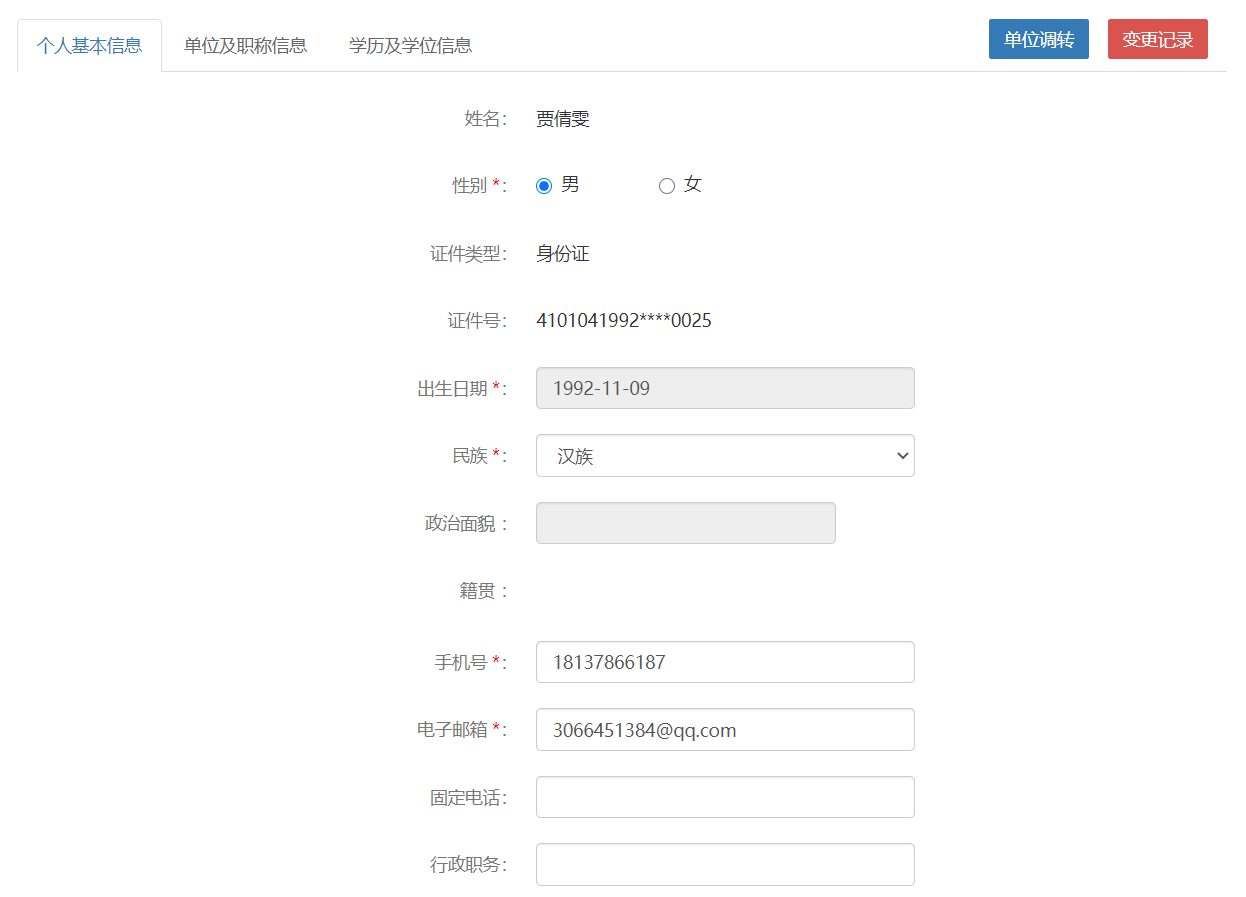 个人基本信息 单位及职称信息 学历及学位信息 单位调转 变更记录
姓名： 贾倩雯
性别 *： 男 女
证件类型： 身份证
证件号： 4101041992****0025
出生日期 *： 1992-11-09
民族 *： 汉族
政治面貌 ：
籍贯 ：
手机号 *： 18137866187
电子邮箱 *： 3066451384@qq.com
固定电话：
行政职务：